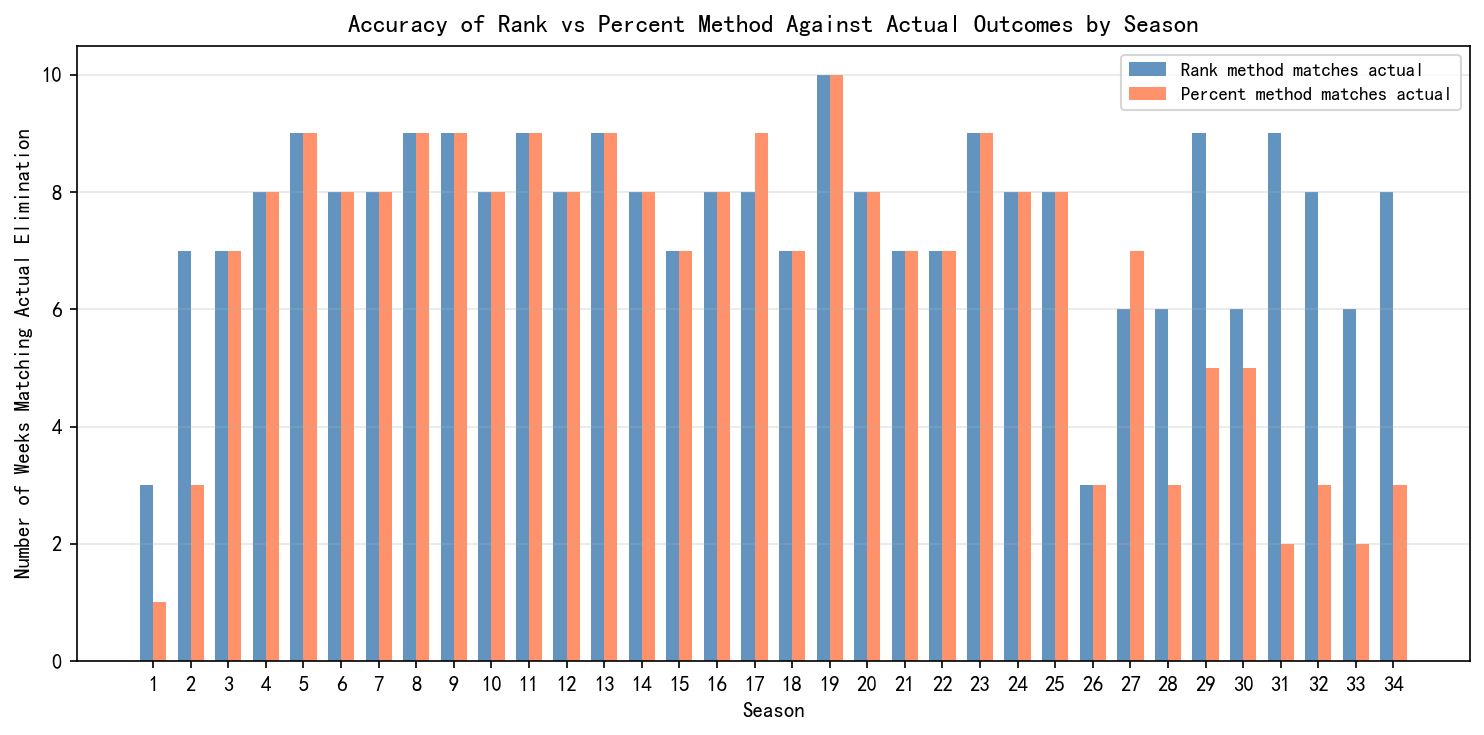 Accuracy of Rank vs Percent Method Against Actual Outcomes by Season
Rank method matches actual
Percent method matches actual
Number of Weeks Matching Actual Elimination
10
8
6
4
2
0
1 2 3 4 5 6 7 8 9 10 11 12 13 14 15 16 17 18 19 20 21 22 23 24 25 26 27 28 29 30 31 32 33 34
Season